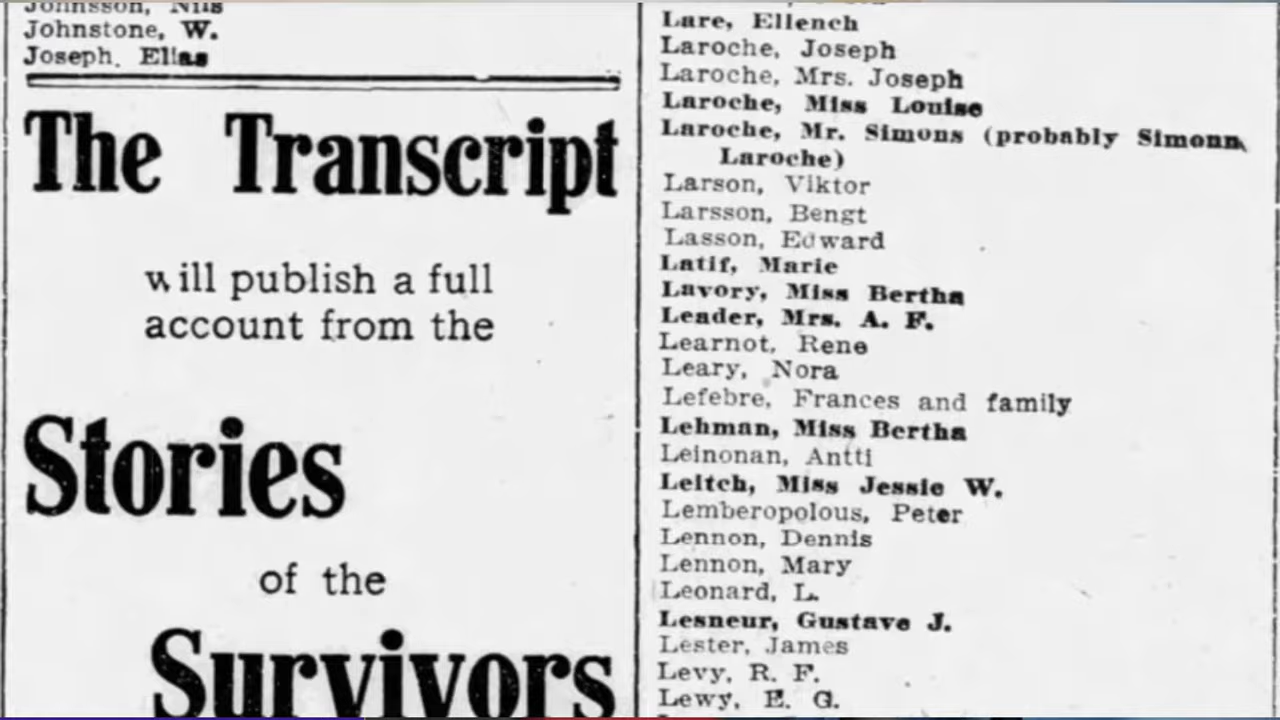 Johnsson, Nils
Johnstone, W.
Joseph, Elias
The Transcript
will publish a full
account from the
Stories
of the
Survivors
Lare, Ellench
Laroche, Joseph
Laroche, Mrs. Joseph
Laroche, Miss Louise
Laroche, Mr. Simons (probably Simonn
Laroche)
Larson, Viktor
Larsson, Bengt
Lasson, Edward
Latif, Marie
Lavory, Miss Bertha
Leader, Mrs. A. F.
Learnot, Rene
Leary, Nora
Lefebre, Frances and family
Lehman, Miss Bertha
Leinonan, Antti
Leitch, Miss Jessie W.
Lemberopolous, Peter
Lennon, Dennis
Lennon, Mary
Leonard, L.
Lesneur, Gustave J.
Lester, James
Levy, R. F.
Lewy, E. G.